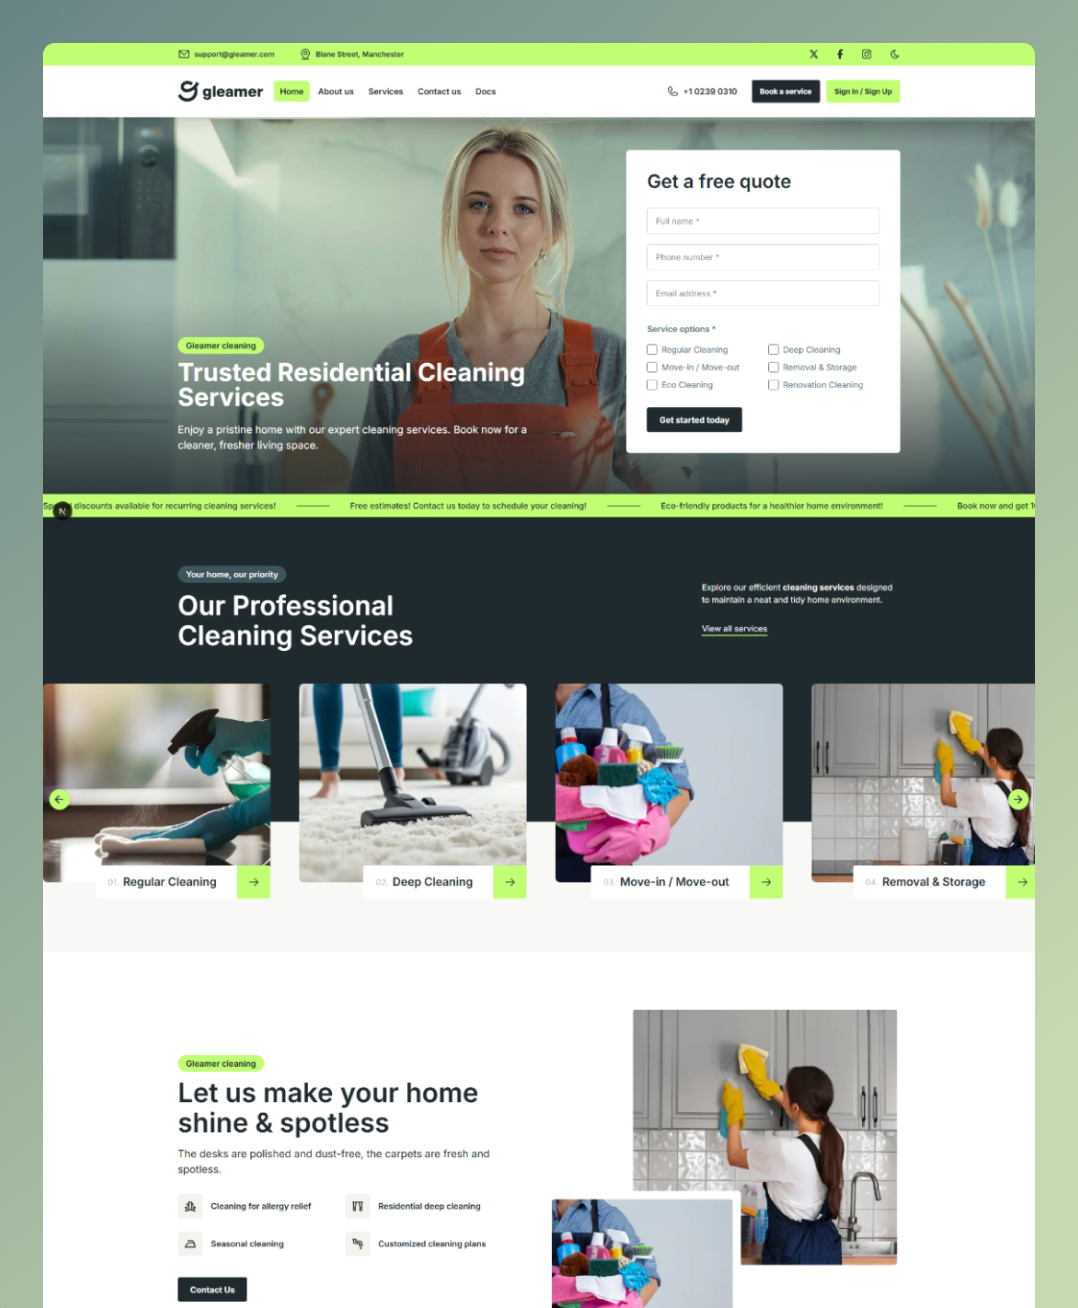 support@gleamer.com
Blane Street, Manchester
gleamer
Home
About us
Services
Contact us
Docs
+1 0239 0310
Book a service
Sign In / Sign Up
Get a free quote
Full name *
Phone number *
Email address *
Service options *
Regular Cleaning
Deep Cleaning
Move-in / Move-out
Removal & Storage
Eco Cleaning
Renovation Cleaning
Get started today
Gleamer cleaning
Trusted Residential Cleaning
Services
Enjoy a pristine home with our expert cleaning services. Book now for a
cleaner, fresher living space.
discounts available for recurring cleaning services!
Free estimates! Contact us today to schedule your cleaning!
Eco-friendly products for a healthier home environment!
Book now and get
N
Your home, our priority
Our Professional
Cleaning Services
Explore our efficient cleaning services designed
to maintain a neat and tidy home environment.
View all services
01. Regular Cleaning
02. Deep Cleaning
03. Move-in / Move-out
04. Removal & Storage
Gleamer cleaning
Let us make your home
shine & spotless
The desks are polished and dust-free, the carpets are fresh and
spotless.
Cleaning for allergy relief
Residential deep cleaning
Seasonal cleaning
Customized cleaning plans
Contact Us